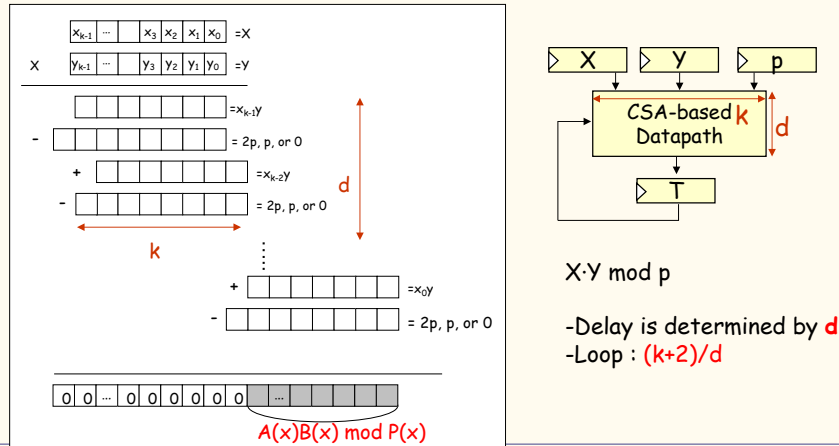 x_{k-1} ... x_3 x_2 x_1 x_0 =X
X y_{k-1} ... y_3 y_2 y_1 y_0 =Y
=x_{k-1}y
- = 2p, p, or 0
+ =x_{k-2}y
- = 2p, p, or 0
d
k
⋮
+ =x_0y
- = 2p, p, or 0
0 0 ... 0 0 0 0 0 0 ...
A(x)B(x) mod P(x)
X Y p
CSA-based k
Datapath d
T
X·Y mod p
-Delay is determined by d
-Loop : (k+2)/d